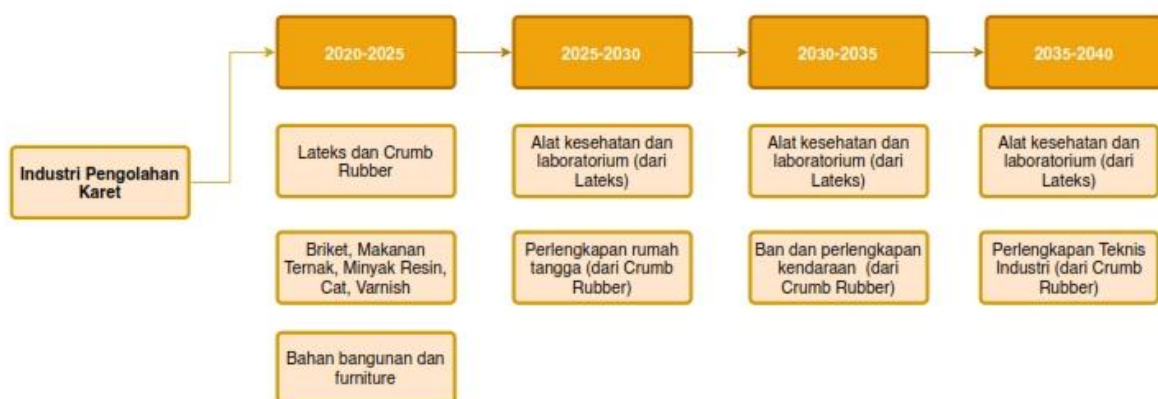 2020-2025
2025-2030
2030-2035
2035-2040
Industri Pengolahan
Karet
Lateks dan Crumb
Rubber
Alat kesehatan dan
laboratorium (dari
Lateks)
Alat kesehatan dan
laboratorium (dari
Lateks)
Alat kesehatan dan
laboratorium (dari
Lateks)
Briket, Makanan
Ternak, Minyak Resin,
Cat, Varnish
Perlengkapan rumah
tangga (dari Crumb
Rubber)
Ban dan perlengkapan
kendaraan (dari
Crumb Rubber)
Perlengkapan Teknis
Industri (dari Crumb
Rubber)
Bahan bangunan dan
furniture